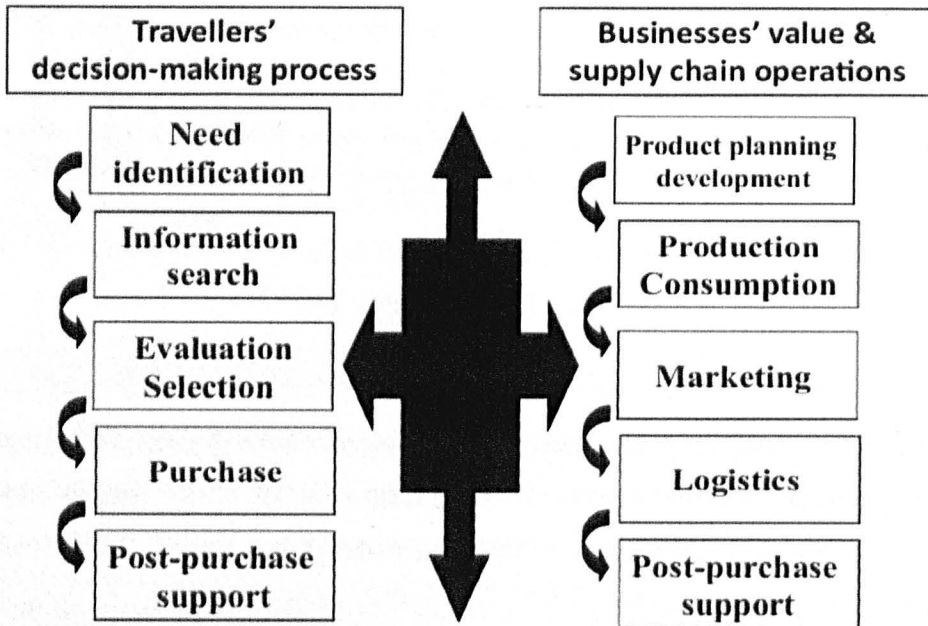 Travellers'
decision-making process
Need
identification
Information
search
Evaluation
Selection
Purchase
Post-purchase
support
Businesses' value &
supply chain operations
Product planning
development
Production
Consumption
Marketing
Logistics
Post-purchase
support